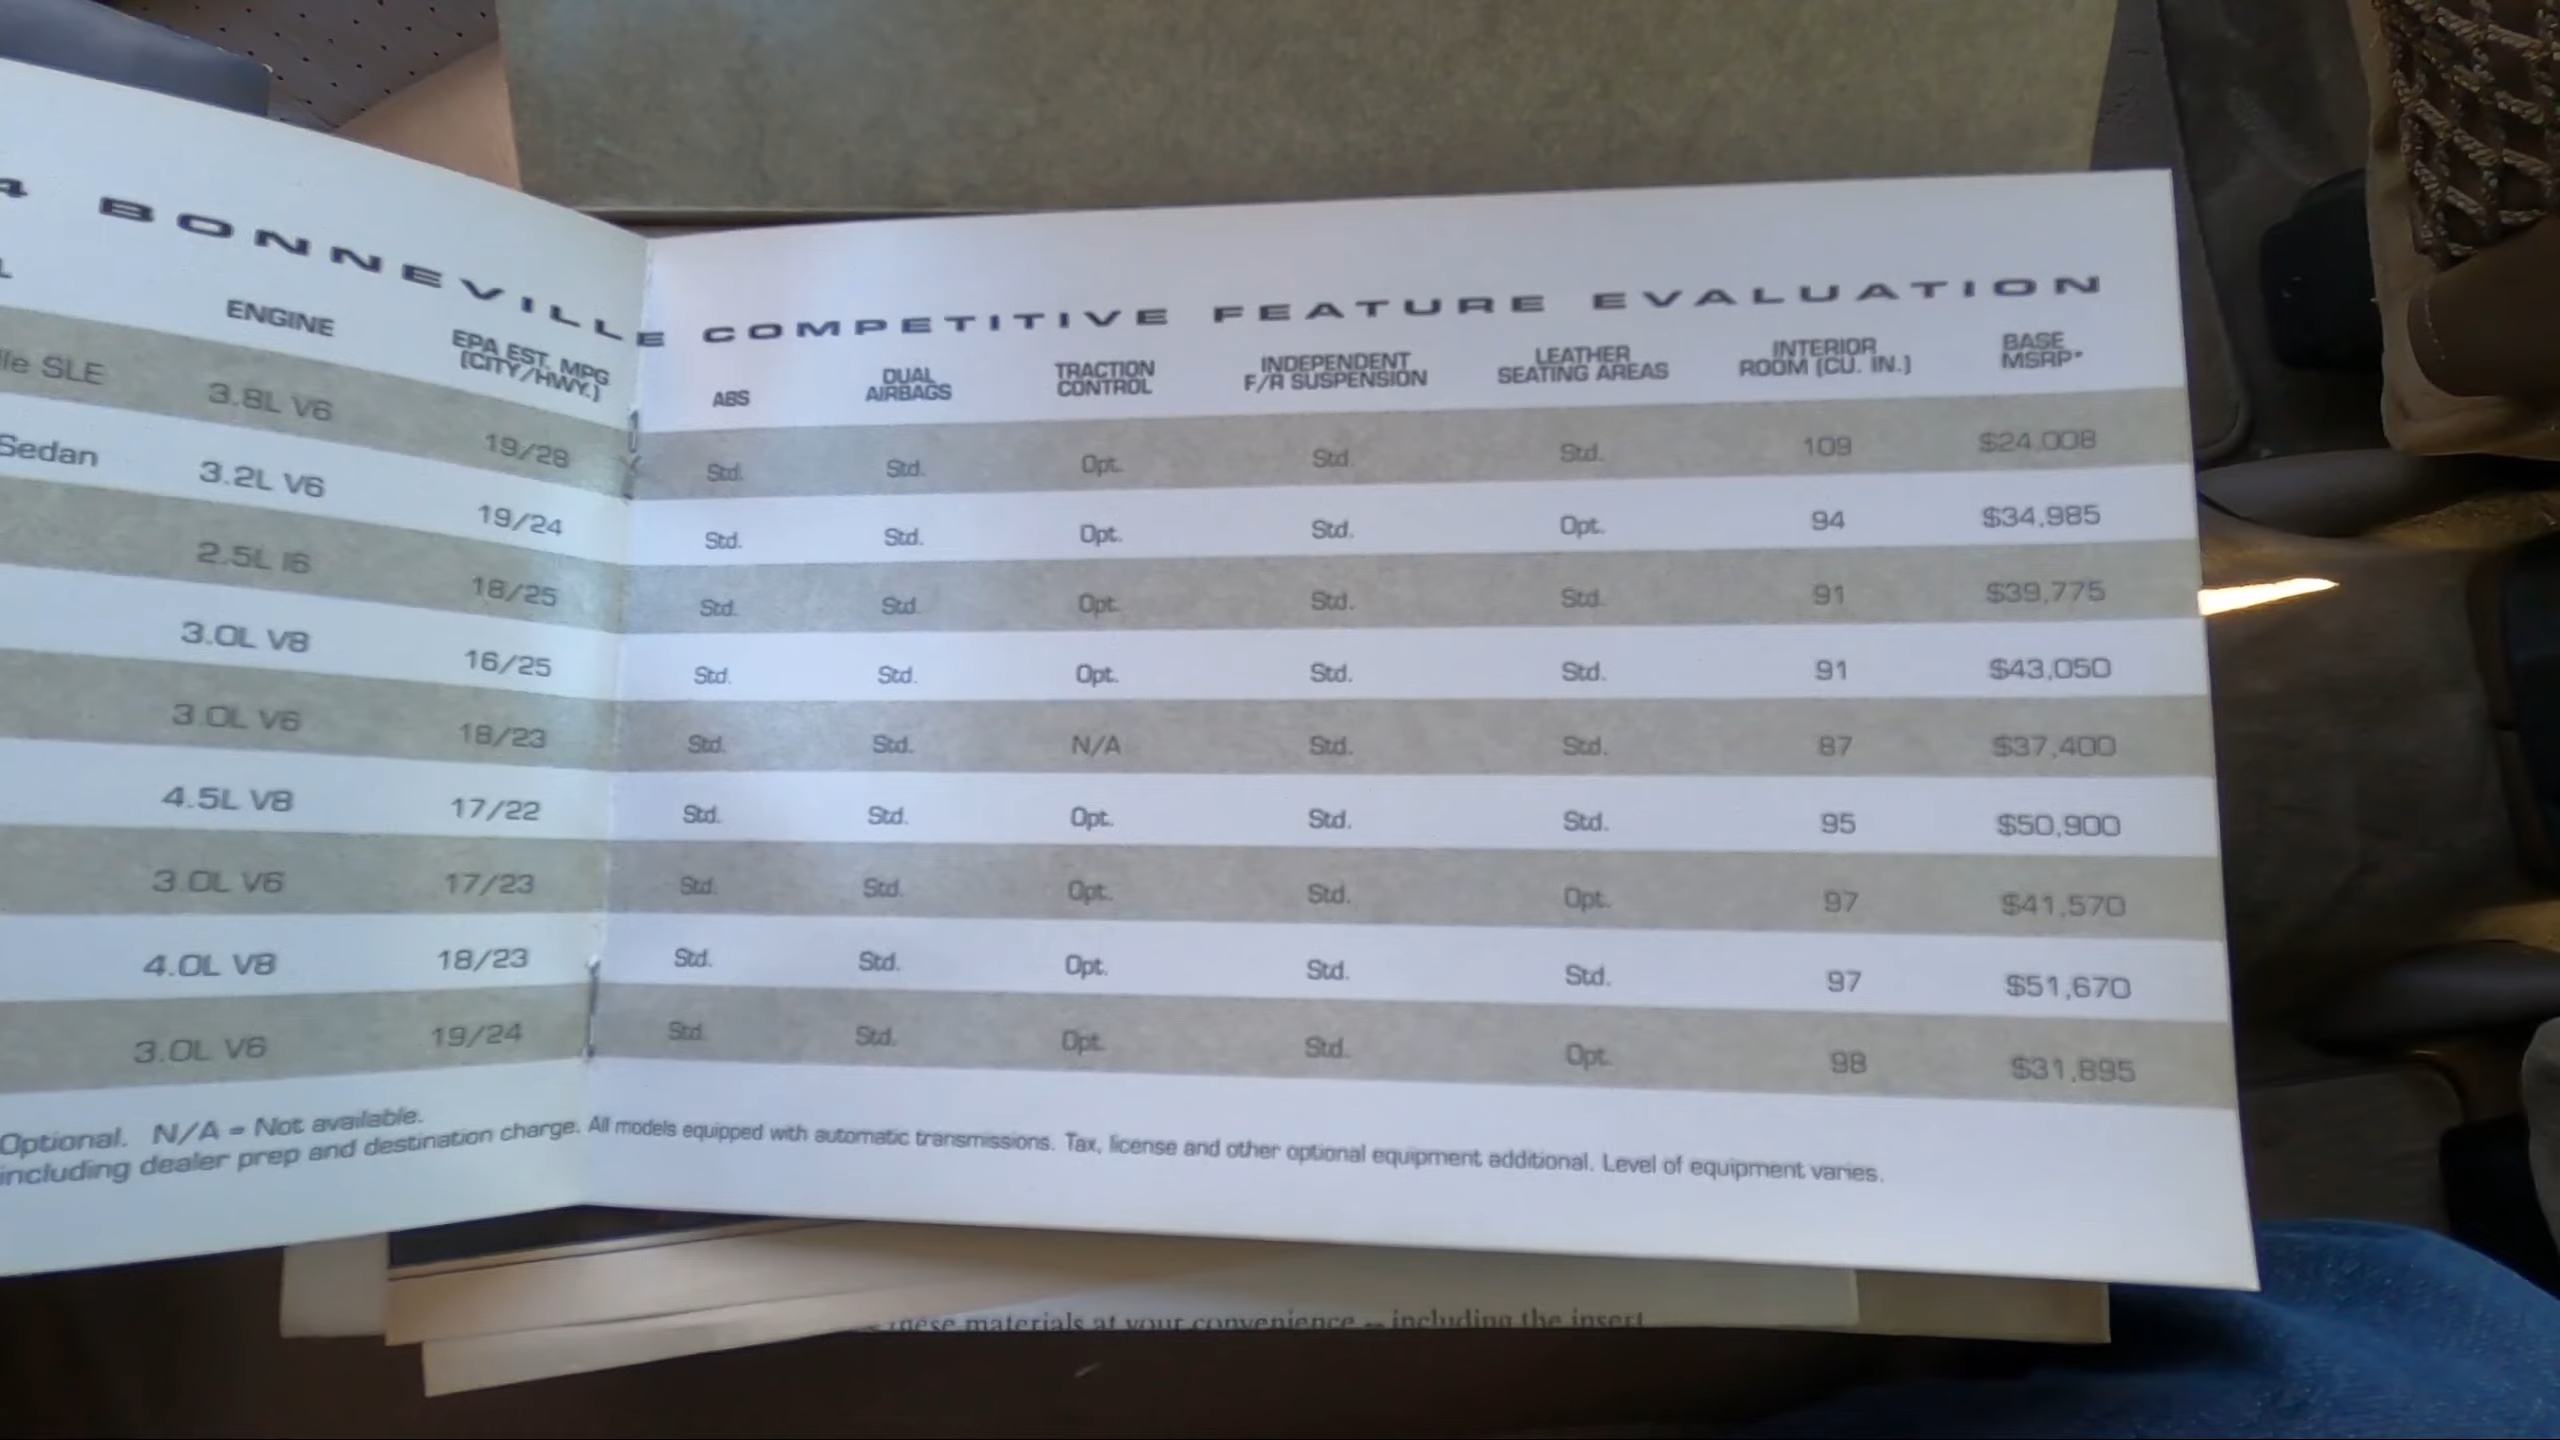 4 BONNEVILLE COMPETITIVE FEATURE EVALUATION
ENGINE EPA EST. MPG (CITY/HWY.) ABS DUAL AIRBAGS TRACTION CONTROL INDEPENDENT F/R SUSPENSION LEATHER SEATING AREAS INTERIOR ROOM (CU. IN.) BASE MSRP*
lle SLE 3.8L V6 19/28 Std. Std. Opt. Std. Std. 109 $24,008
Sedan 3.2L V6 19/24 Std. Std. Opt. Std. Opt. 94 $34,985
2.5L I6 18/25 Std. Std. Opt. Std. Std. 91 $39,775
3.0L V8 16/25 Std. Std. Opt. Std. Std. 91 $43,050
3.0L V6 18/23 Std. Std. N/A Std. Std. 87 $37,400
4.5L V8 17/22 Std. Std. Opt. Std. Std. 95 $50,900
3.0L V6 17/23 Std. Std. Opt. Std. Opt. 97 $41,570
4.0L V8 18/23 Std. Std. Opt. Std. Std. 97 $51,670
3.0L V6 19/24 Std. Std. Opt. Std. Opt. 98 $31,895
Optional. N/A = Not available.
including dealer prep and destination charge. All models equipped with automatic transmissions. Tax, license and other optional equipment additional. Level of equipment varies.
these materials at your convenience -- including the insert